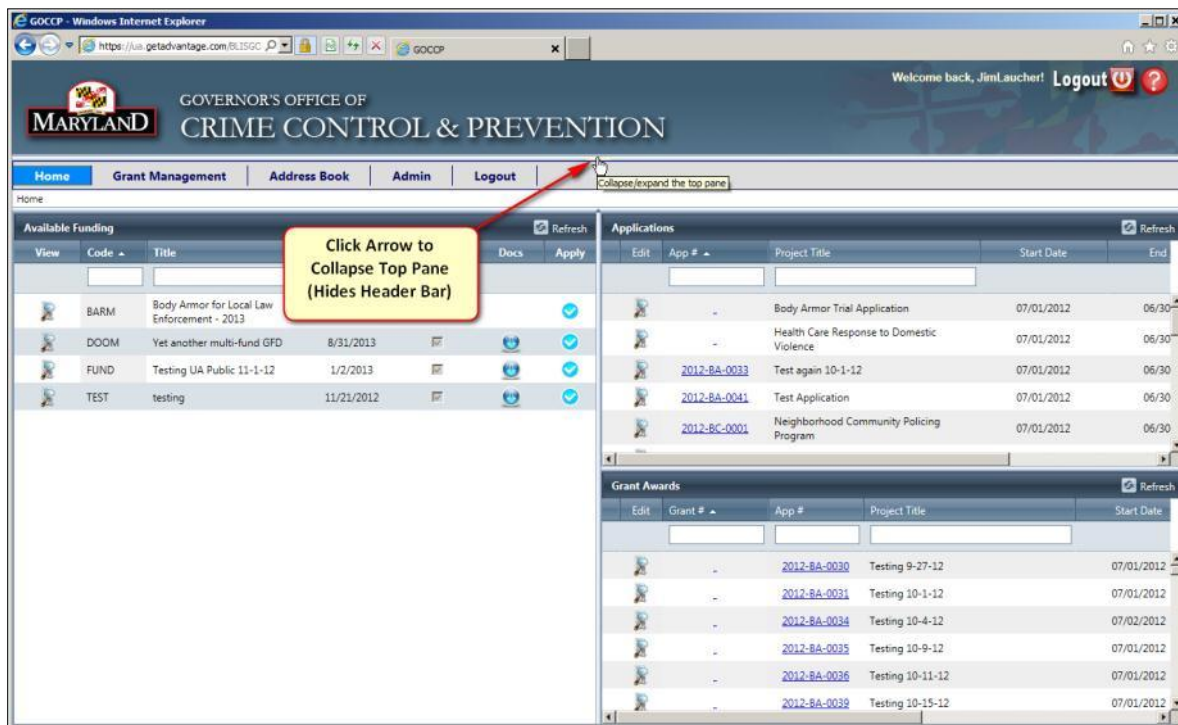 GOCCP - Windows Internet Explorer
https://ua.getadvantage.com/BLISGC
GOCCP
Welcome back, JimLaucher! Logout
MARYLAND
GOVERNOR'S OFFICE OF
CRIME CONTROL & PREVENTION
Home Grant Management Address Book Admin Logout
Collapse/expand the top pane
Home
Click Arrow to
Collapse Top Pane
(Hides Header Bar)
Available Funding Refresh
View Code Title Docs Apply
BARM Body Armor for Local Law
Enforcement - 2013
DOOM Yet another multi-fund GFD 8/31/2013
FUND Testing UA Public 11-1-12 1/2/2013
TEST testing 11/21/2012
Applications Refresh
Edit App # Project Title Start Date End
- Body Armor Trial Application 07/01/2012 06/30
- Health Care Response to Domestic
Violence 07/01/2012 06/30
2012-BA-0033 Test again 10-1-12 07/01/2012 06/30
2012-BA-0041 Test Application 07/01/2012 06/30
2012-BC-0001 Neighborhood Community Policing
Program 07/01/2012 06/30
Grant Awards Refresh
Edit Grant # App # Project Title Start Date
- 2012-BA-0030 Testing 9-27-12 07/01/2012
- 2012-BA-0031 Testing 10-1-12 07/01/2012
- 2012-BA-0034 Testing 10-4-12 07/02/2012
- 2012-BA-0035 Testing 10-9-12 07/01/2012
- 2012-BA-0036 Testing 10-11-12 07/01/2012
- 2012-BA-0039 Testing 10-15-12 07/01/2012